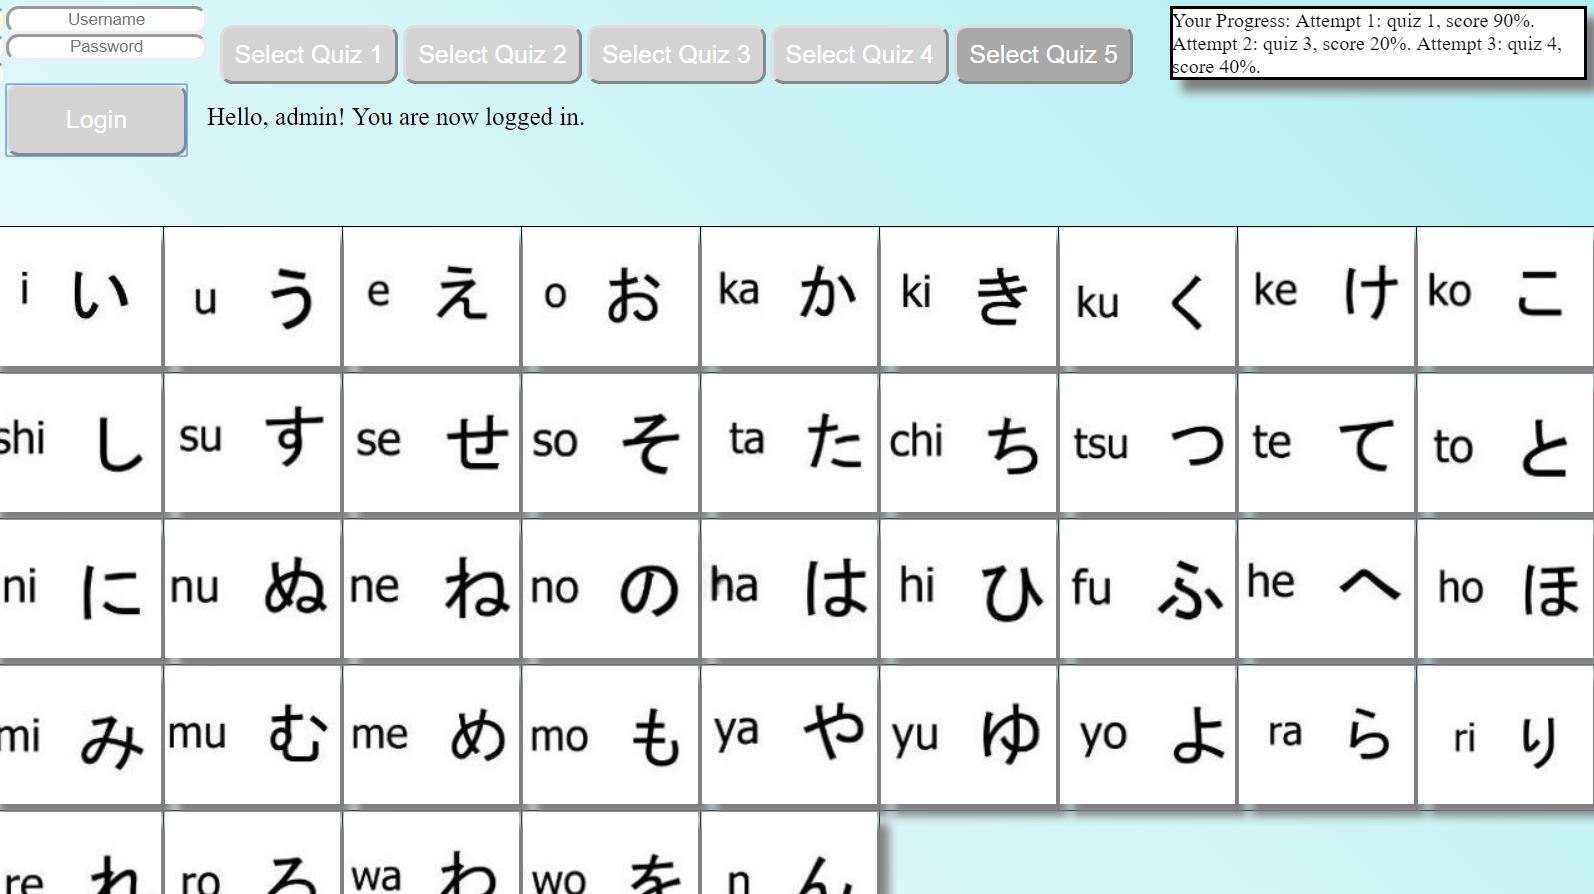 Username
Password
Select Quiz 1 Select Quiz 2 Select Quiz 3 Select Quiz 4 Select Quiz 5
Your Progress: Attempt 1: quiz 1, score 90%.
Attempt 2: quiz 3, score 20%. Attempt 3: quiz 4,
score 40%.
Login
Hello, admin! You are now logged in.
i い u う e え o お ka か ki き ku く ke け ko こ
shi し su す se せ so そ ta た chi ち tsu つ te て to と
ni に nu ぬ ne ね no の ha は hi ひ fu ふ he へ ho ほ
mi み mu む me め mo も ya や yu ゆ yo よ ra ら ri り
re れ ro ろ wa わ wo を n ん